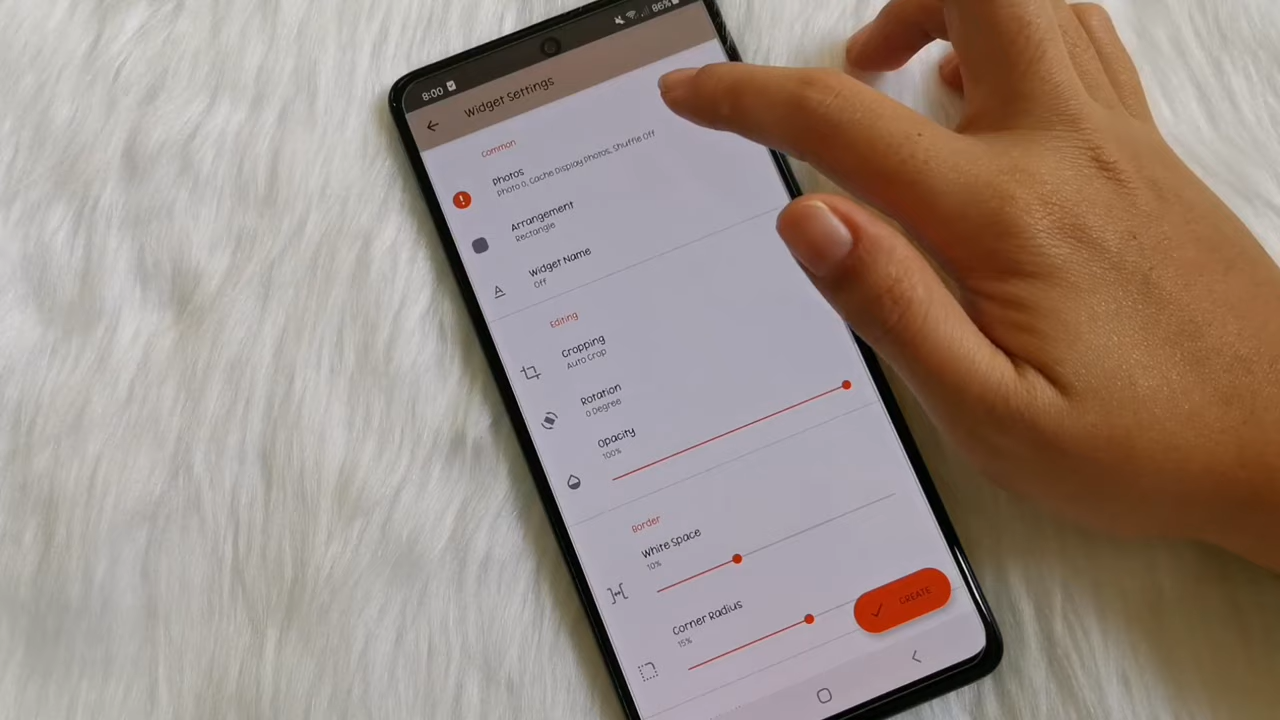 8:00
86%
Widget Settings
Common
Photos
Photo 0, Cache Display Photos, Shuffle Off
Arrangement
Rectangle
Widget Name
Off
Editing
Cropping
Auto Crop
Rotation
0 Degree
Opacity
100%
Border
White Space
10%
Corner Radius
15%
CREATE